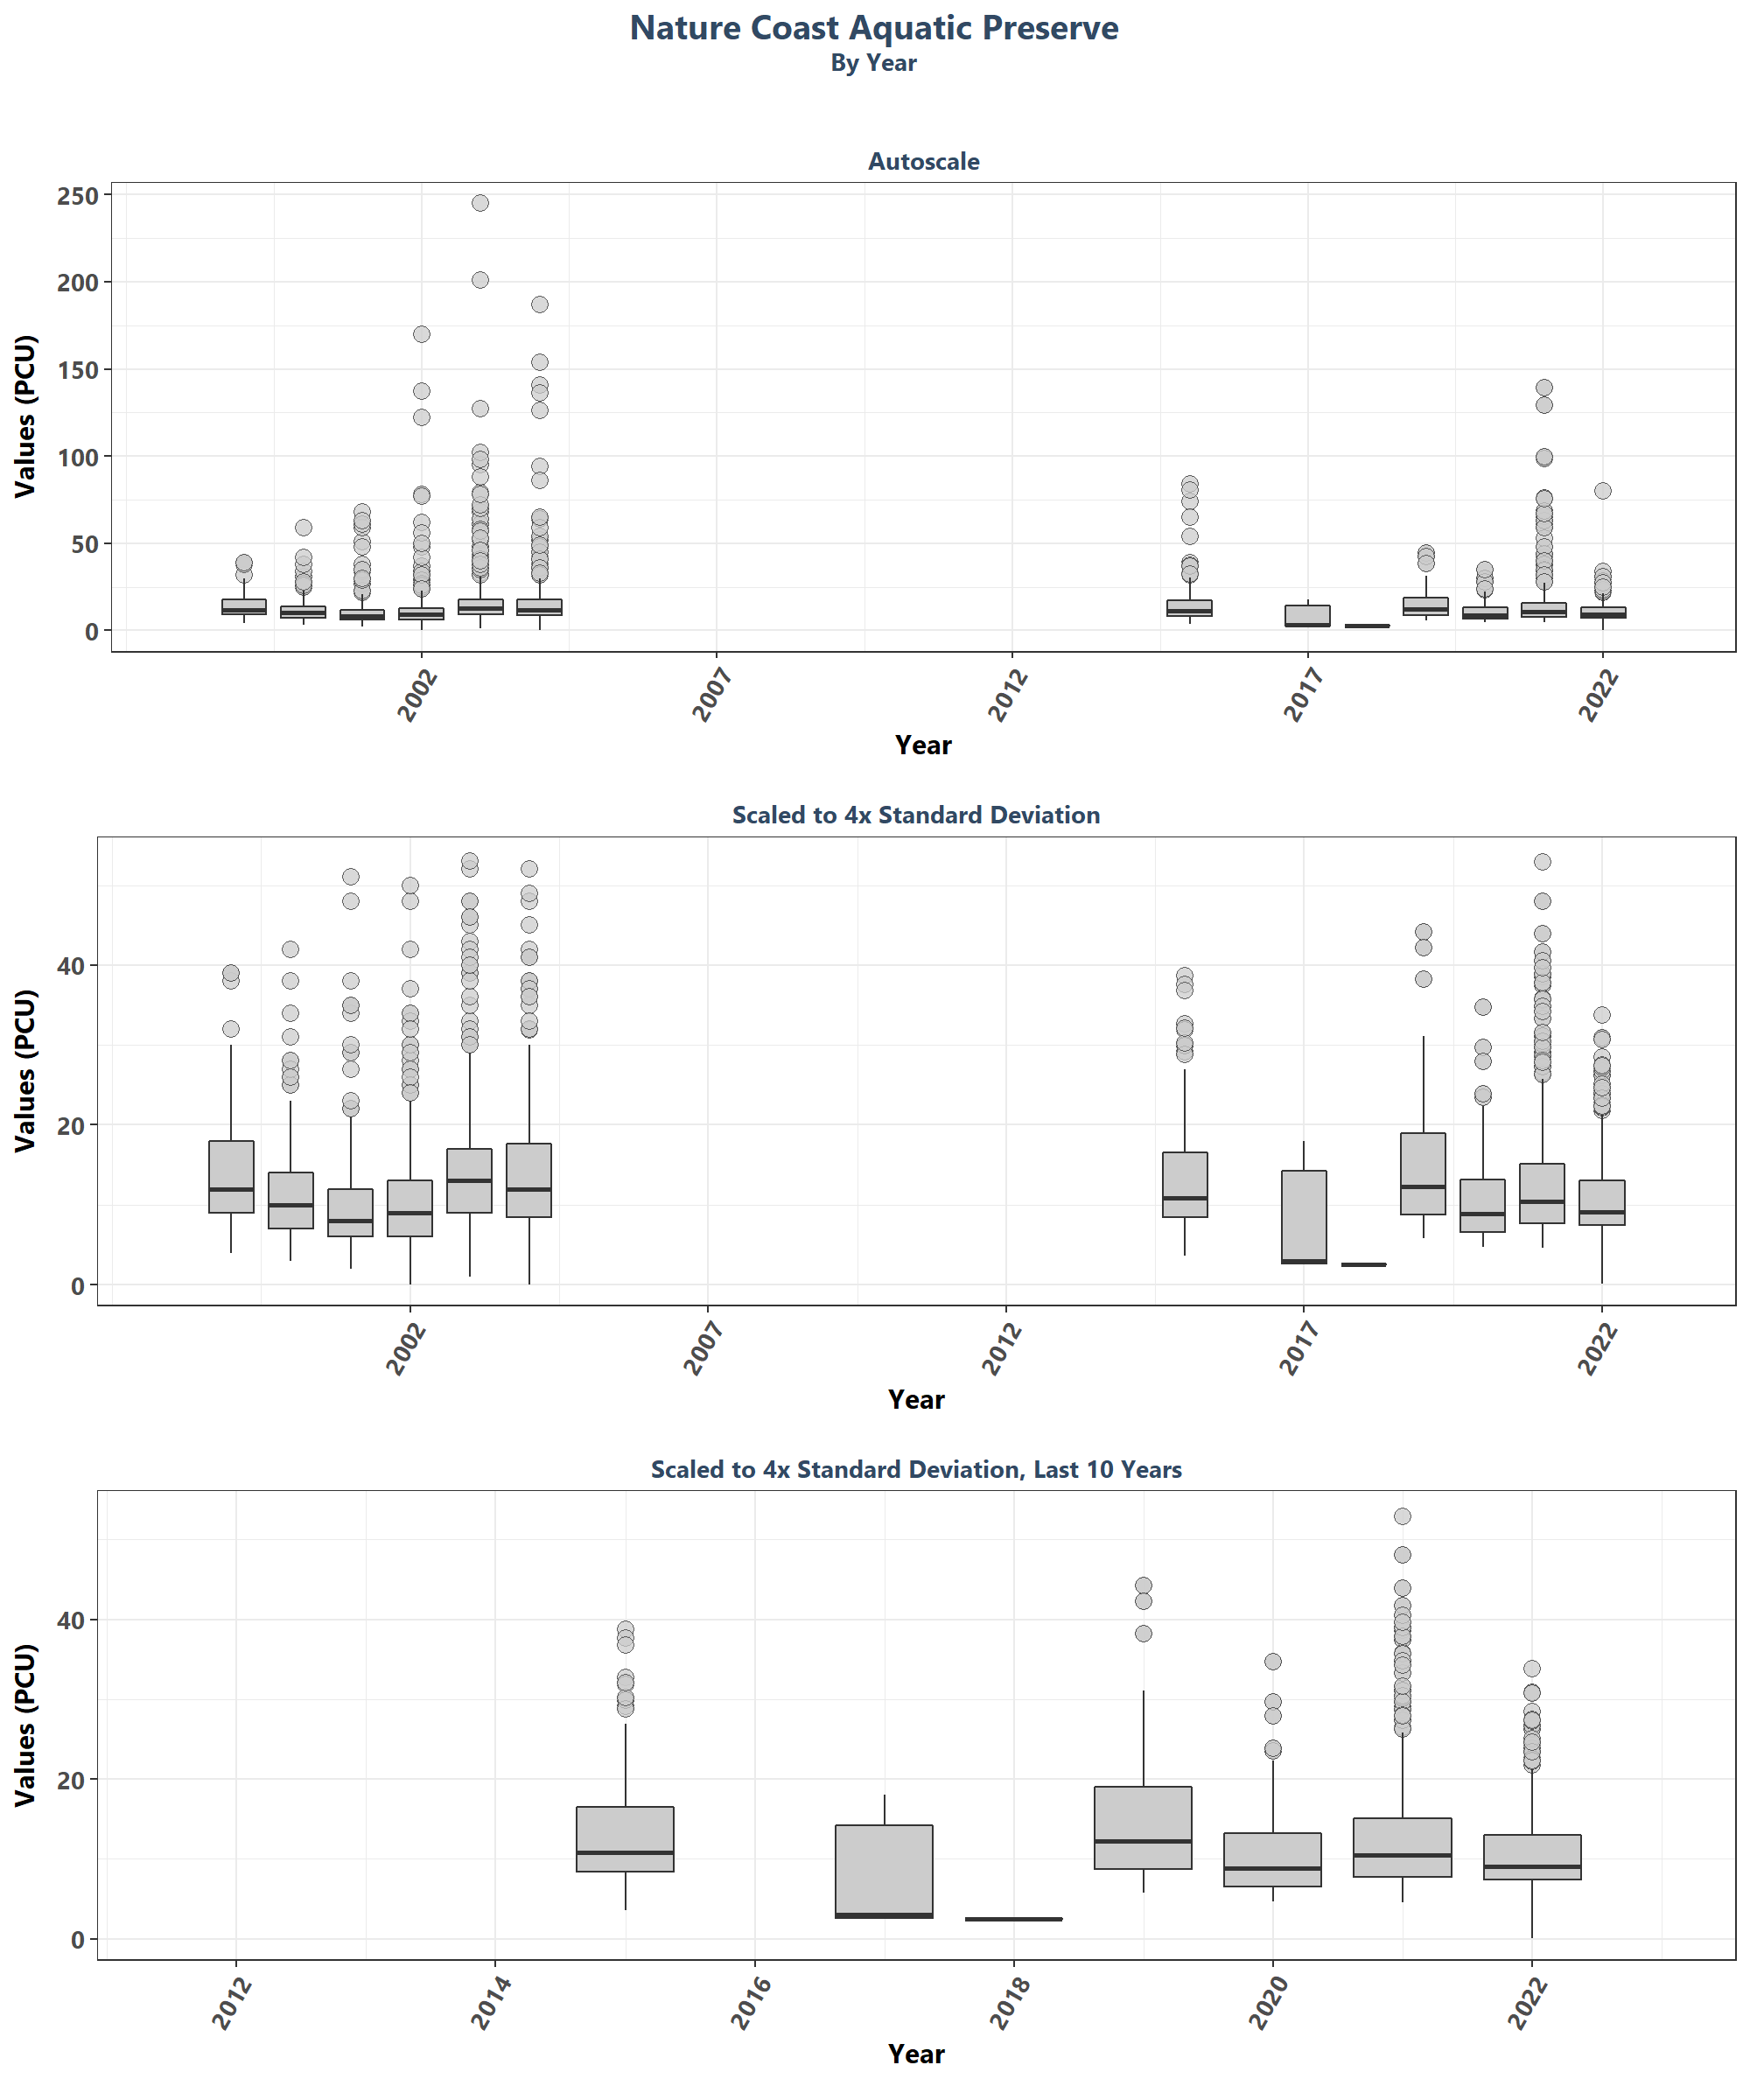 Nature Coast Aquatic Preserve
By Year
Autoscale
Values (PCU)
250
200
150
100
50
0
2002
2007
2012
2017
2022
Year
Scaled to 4x Standard Deviation
Values (PCU)
40
20
0
2002
2007
2012
2017
2022
Year
Scaled to 4x Standard Deviation, Last 10 Years
Values (PCU)
40
20
0
2012
2014
2016
2018
2020
2022
Year